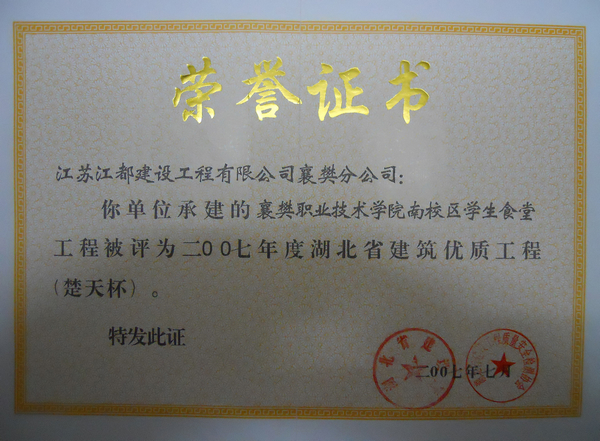 荣誉证书
江苏江都建设工程有限公司襄樊分公司：
你单位承建的襄樊职业技术学院南校区学生食堂
工程被评为二00七年度湖北省建筑优质工程
（楚天杯）。
特发此证
湖北省建
二00七年七月